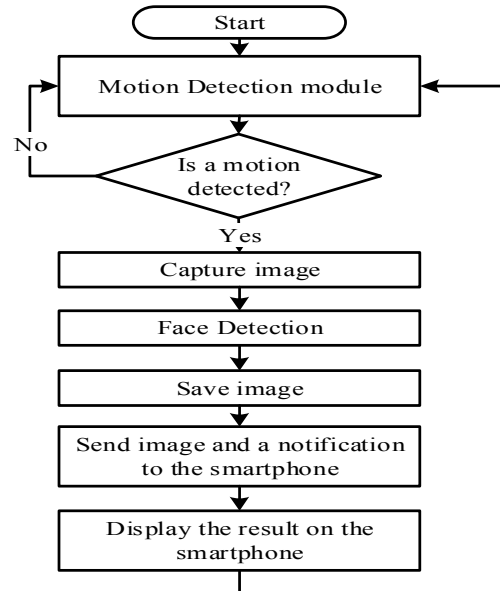 Start
Motion Detection module
No
Is a motion
detected?
Yes
Capture image
Face Detection
Save image
Send image and a notification
to the smartphone
Display the result on the
smartphone